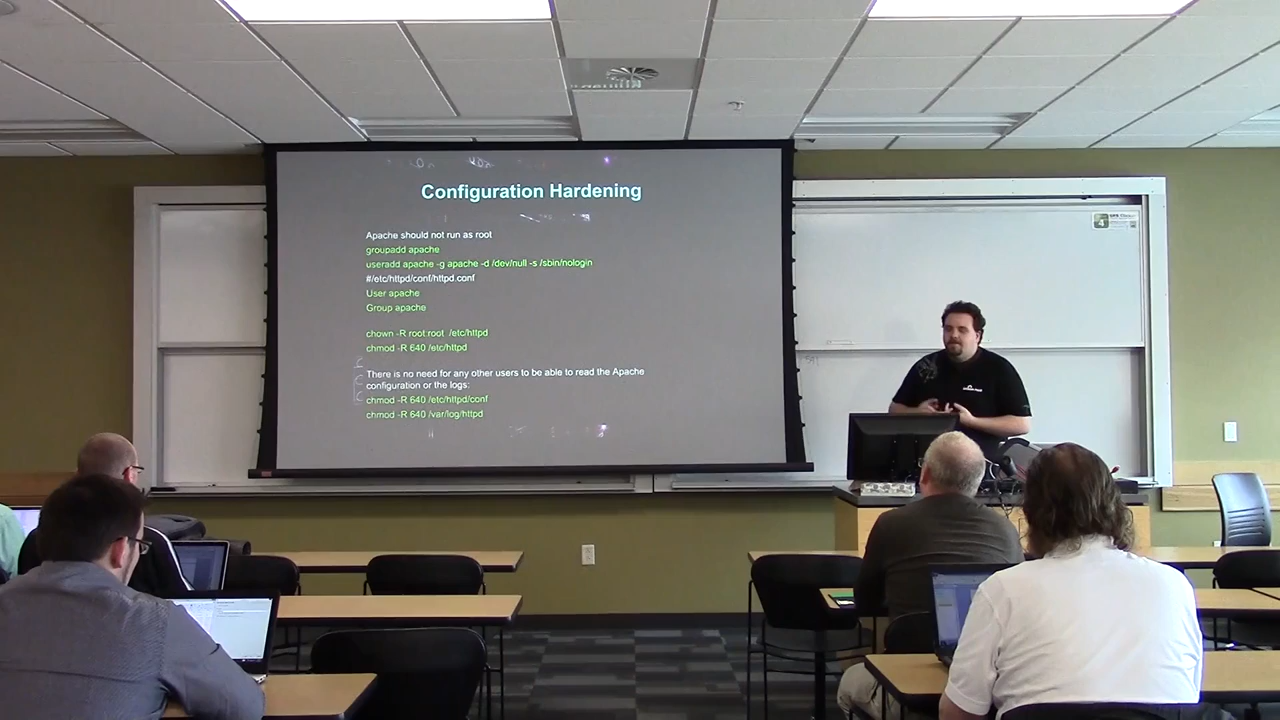 Configuration Hardening
Apache should not run as root
groupadd apache
useradd apache -g apache -d /dev/null -s /sbin/nologin
#/etc/httpd/conf/httpd.conf
User apache
Group apache
chown -R root:root /etc/httpd
chmod -R 640 /etc/httpd
There is no need for any other users to be able to read the Apache
configuration or the logs:
chmod -R 640 /etc/httpd/conf
chmod -R 640 /var/log/httpd